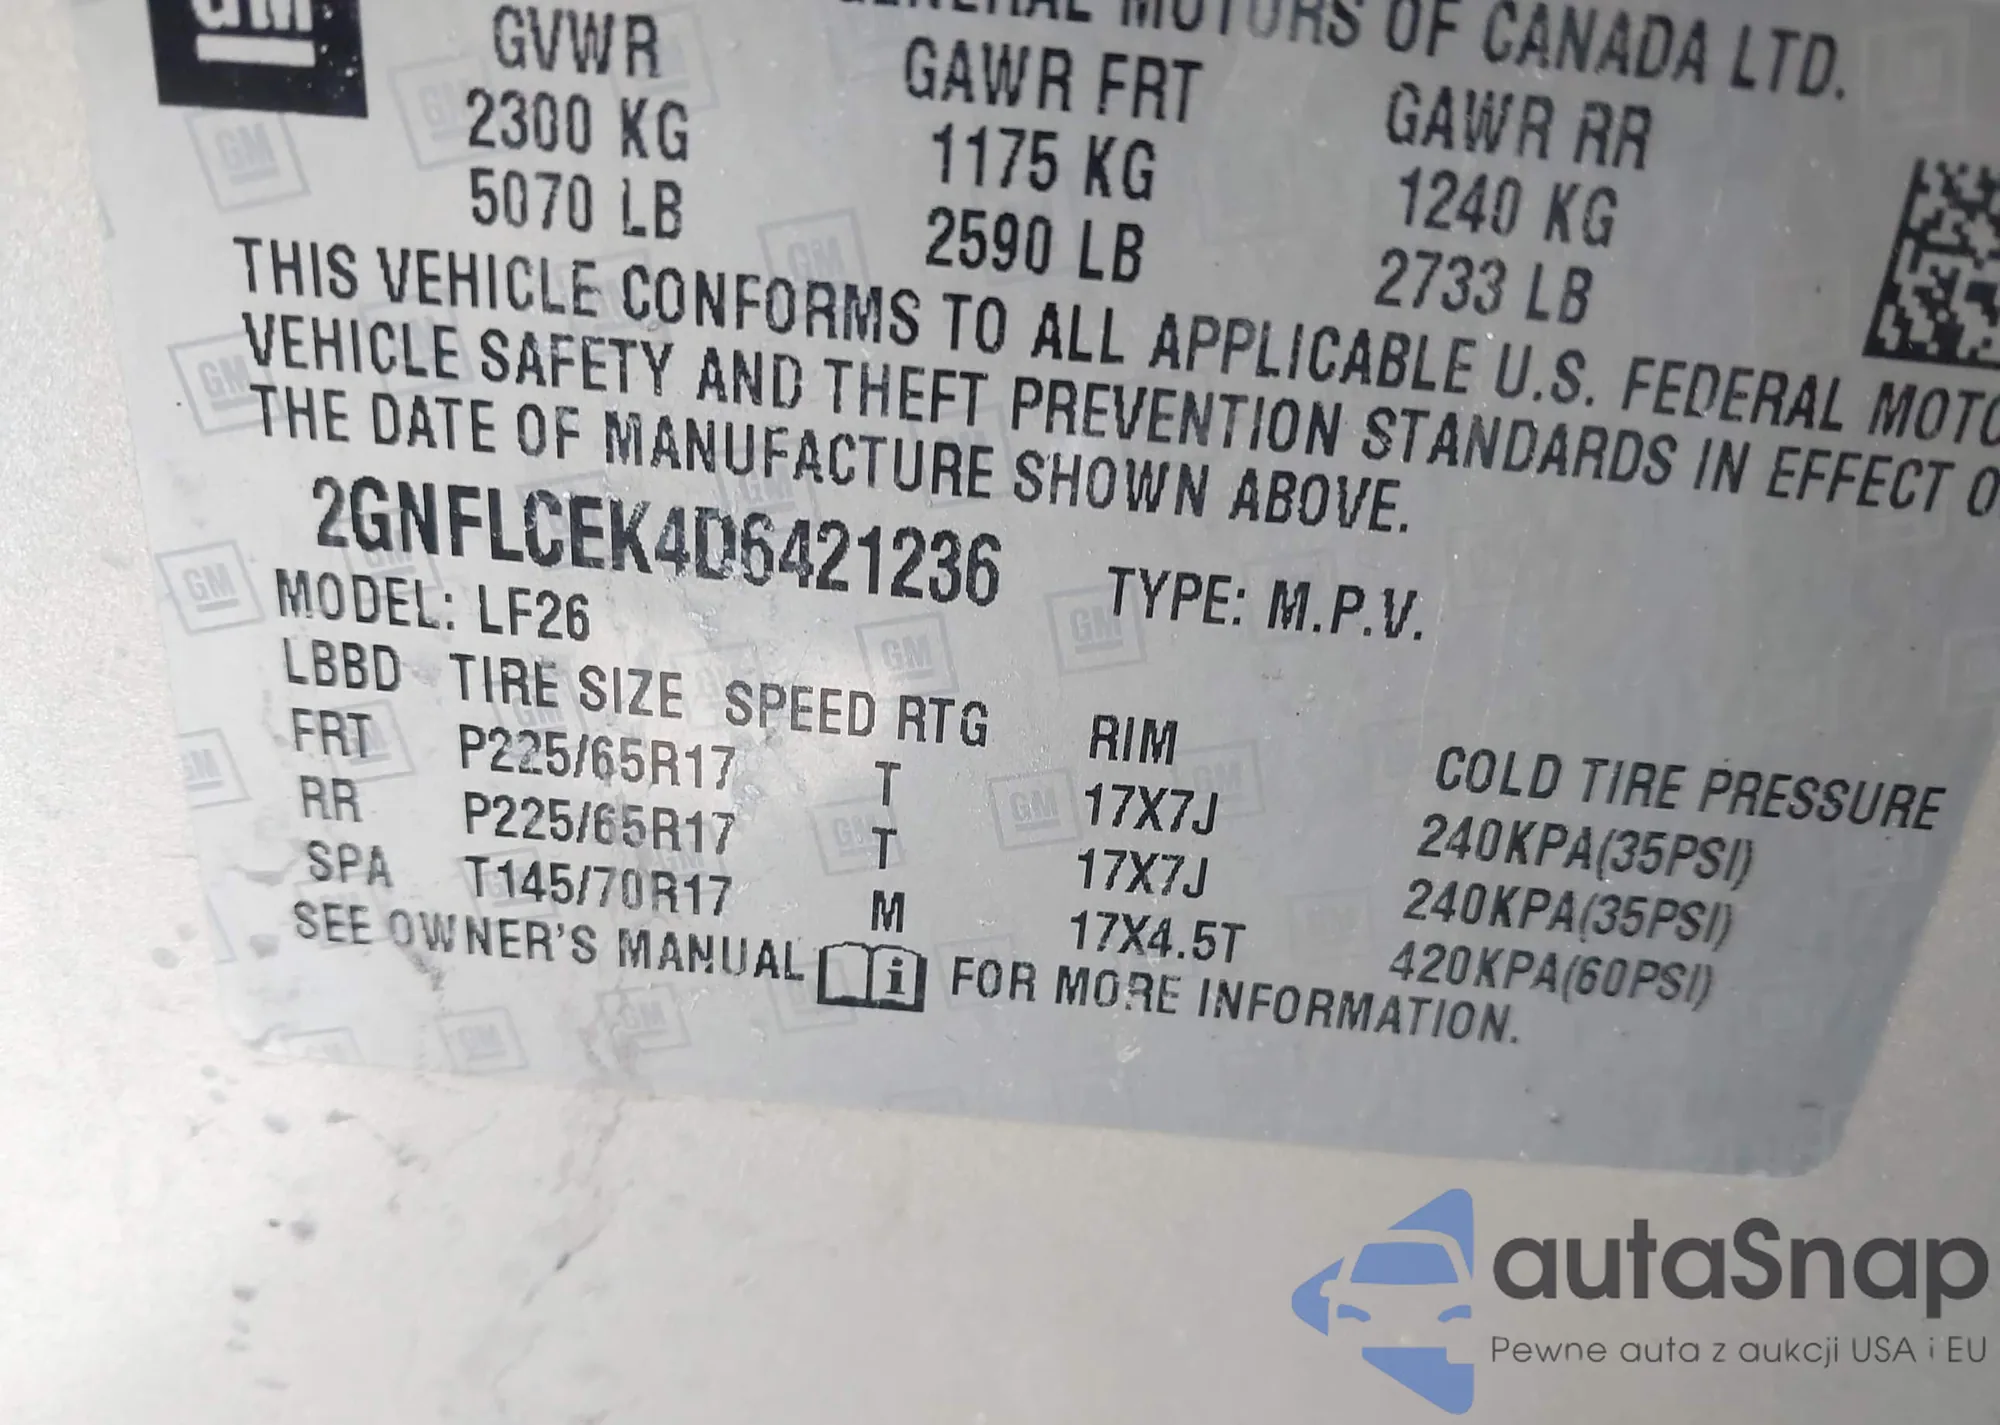 GM
GENERAL MOTORS OF CANADA LTD.
GVWR GAWR FRT GAWR RR
2300 KG 1175 KG 1240 KG
5070 LB 2590 LB 2733 LB
THIS VEHICLE CONFORMS TO ALL APPLICABLE U.S. FEDERAL MOTO
VEHICLE SAFETY AND THEFT PREVENTION STANDARDS IN EFFECT O
THE DATE OF MANUFACTURE SHOWN ABOVE.
2GNFLCEK4D6421236 TYPE: M.P.V.
MODEL: LF26
LBBD TIRE SIZE SPEED RTG RIM COLD TIRE PRESSURE
FRT P225/65R17 T 17X7J 240KPA(35PSI)
RR P225/65R17 T 17X7J 240KPA(35PSI)
SPA T145/70R17 M 17X4.5T 420KPA(60PSI)
SEE OWNER'S MANUAL i FOR MORE INFORMATION.
autaSnap
Pewne auta z aukcji USA i EU